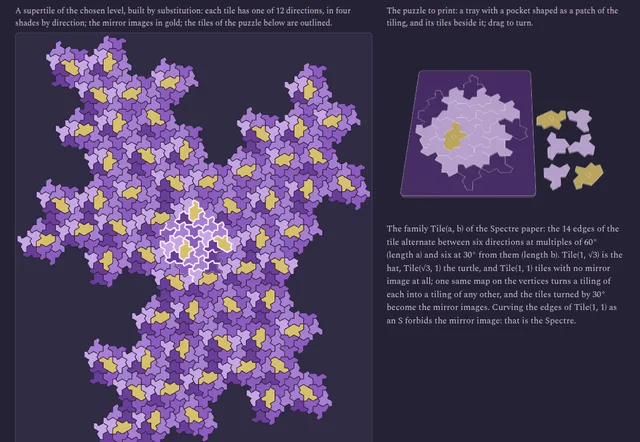 A supertile of the chosen level, built by substitution: each tile has one of 12 directions, in four
shades by direction; the mirror images in gold; the tiles of the puzzle below are outlined.
The puzzle to print: a tray with a pocket shaped as a patch of the
tiling, and its tiles beside it; drag to turn.
The family Tile(a, b) of the Spectre paper: the 14 edges of the
tile alternate between six directions at multiples of 60°
(length a) and six at 30° from them (length b). Tile(1, √3) is the
hat, Tile(√3, 1) the turtle, and Tile(1, 1) tiles with no mirror
image at all; one same map on the vertices turns a tiling of
each into a tiling of any other, and the tiles turned by 30°
become the mirror images. Curving the edges of Tile(1, 1) as
an S forbids the mirror image: that is the Spectre.